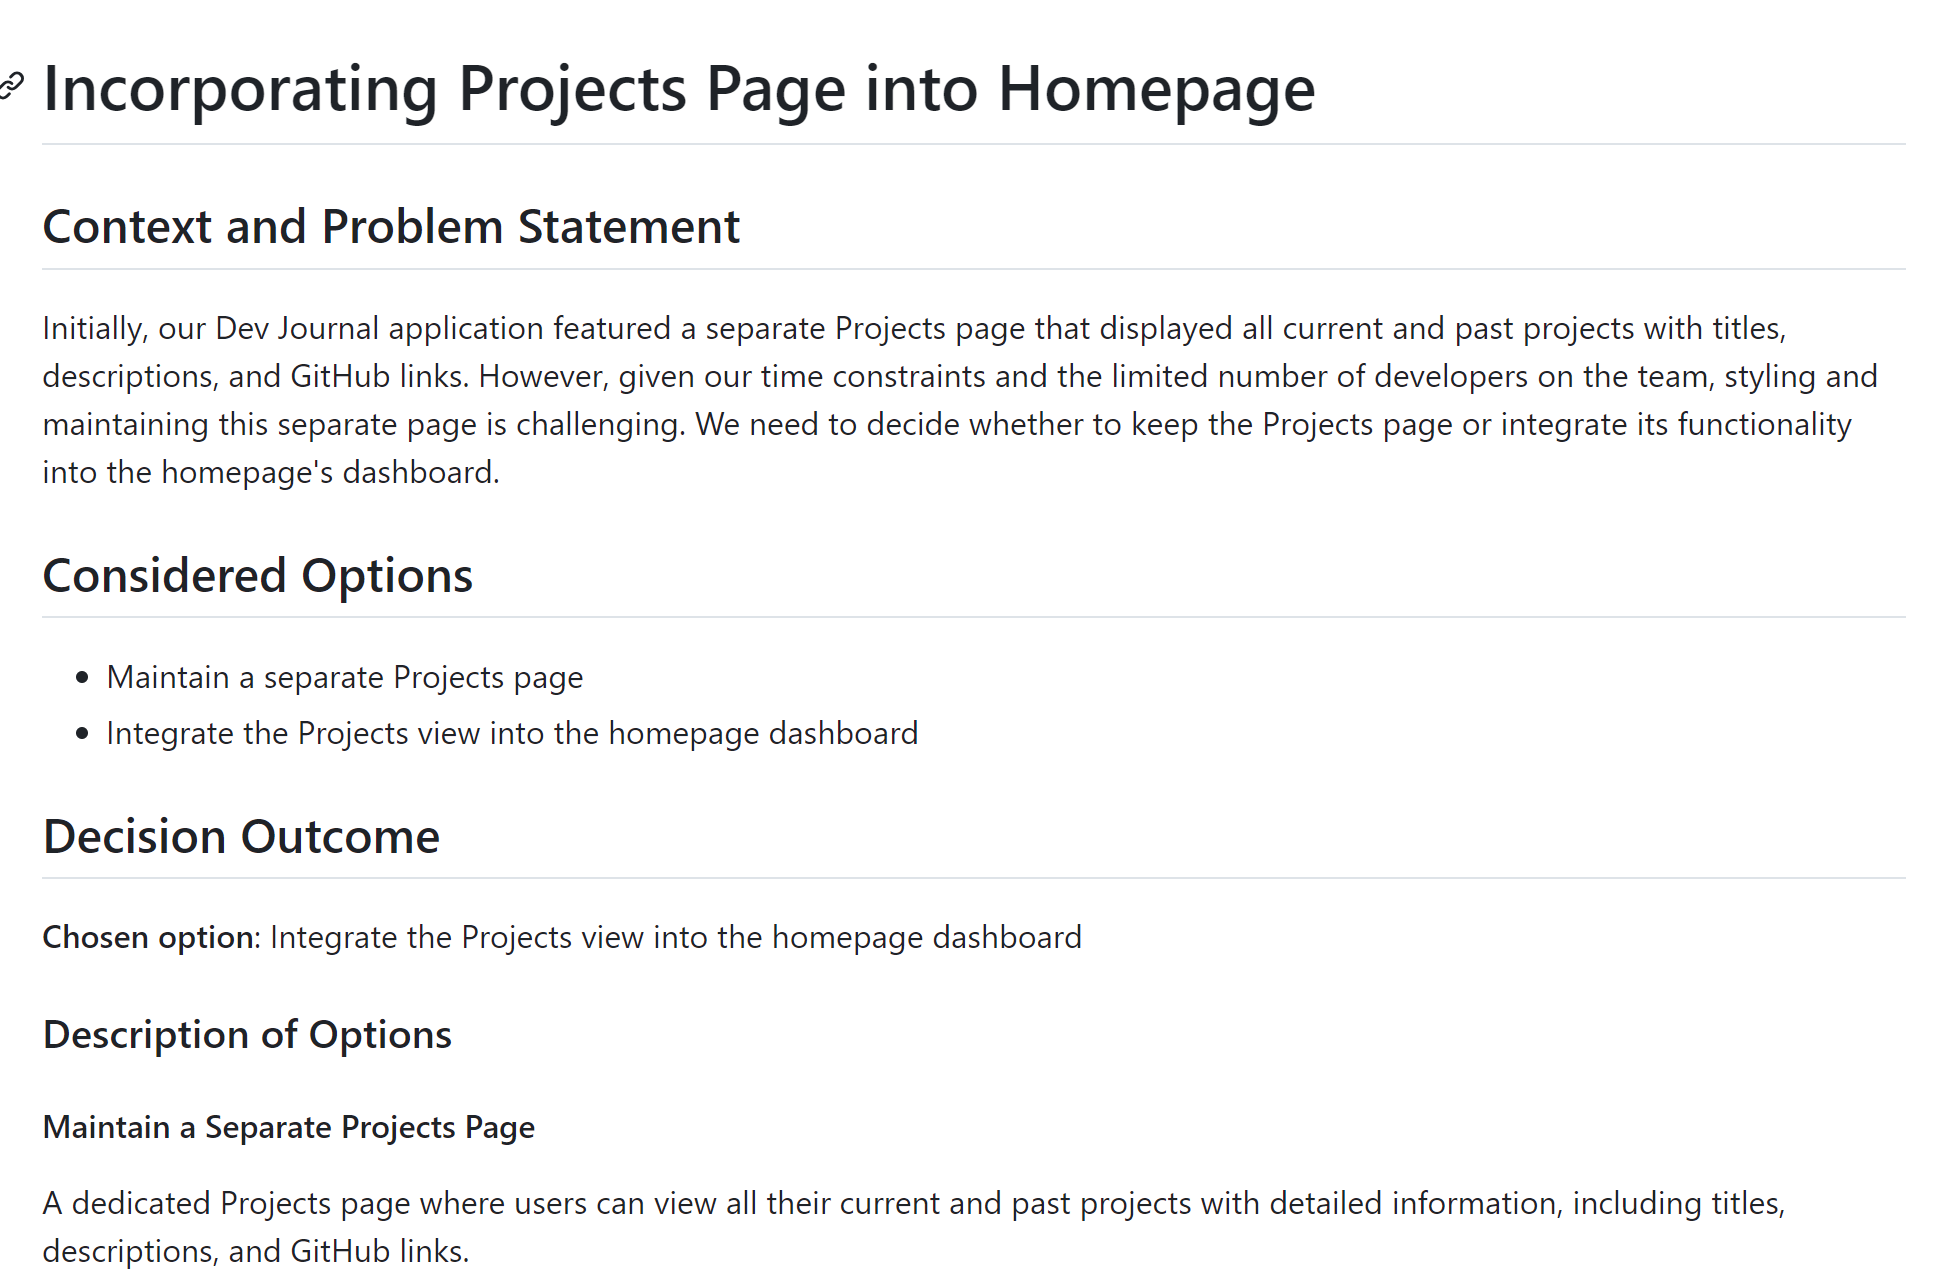 Incorporating Projects Page into Homepage
Context and Problem Statement
Initially, our Dev Journal application featured a separate Projects page that displayed all current and past projects with titles,
descriptions, and GitHub links. However, given our time constraints and the limited number of developers on the team, styling and
maintaining this separate page is challenging. We need to decide whether to keep the Projects page or integrate its functionality
into the homepage's dashboard.
Considered Options
• Maintain a separate Projects page
• Integrate the Projects view into the homepage dashboard
Decision Outcome
Chosen option: Integrate the Projects view into the homepage dashboard
Description of Options
Maintain a Separate Projects Page
A dedicated Projects page where users can view all their current and past projects with detailed information, including titles,
descriptions, and GitHub links.